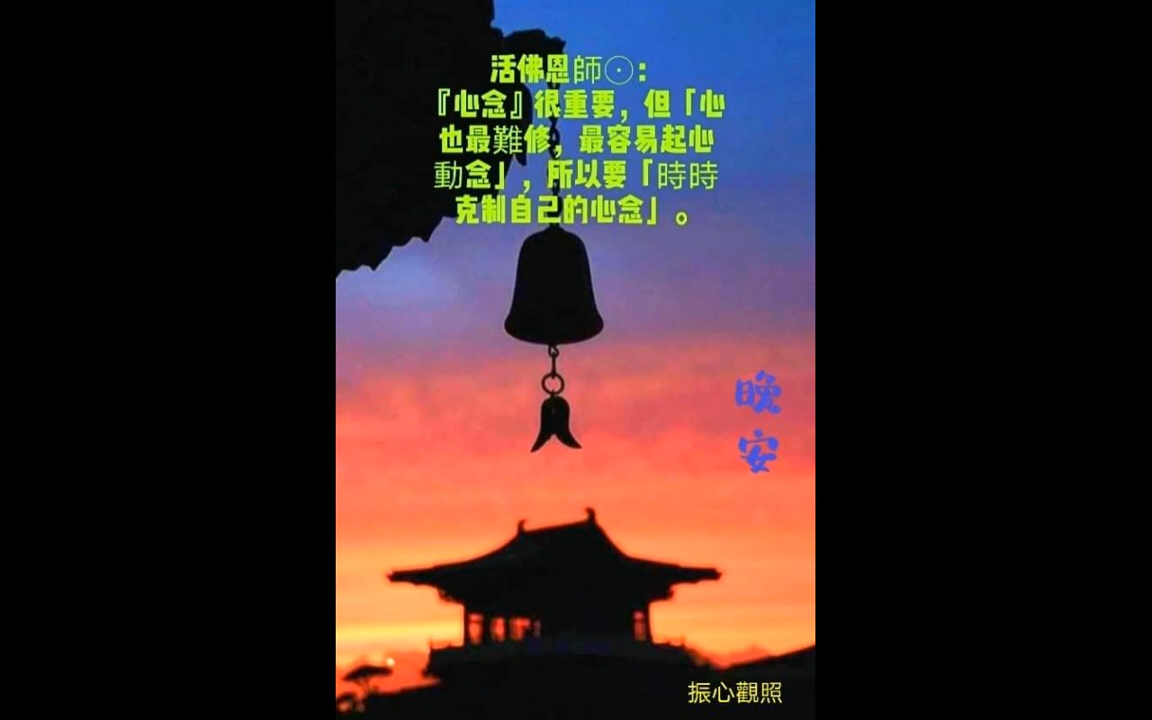 活佛恩師⊙：
『心念』很重要，但「心
也最難修，最容易起心
動念」，所以要「時時
克制自己的心念」。
晚
安
振心觀照